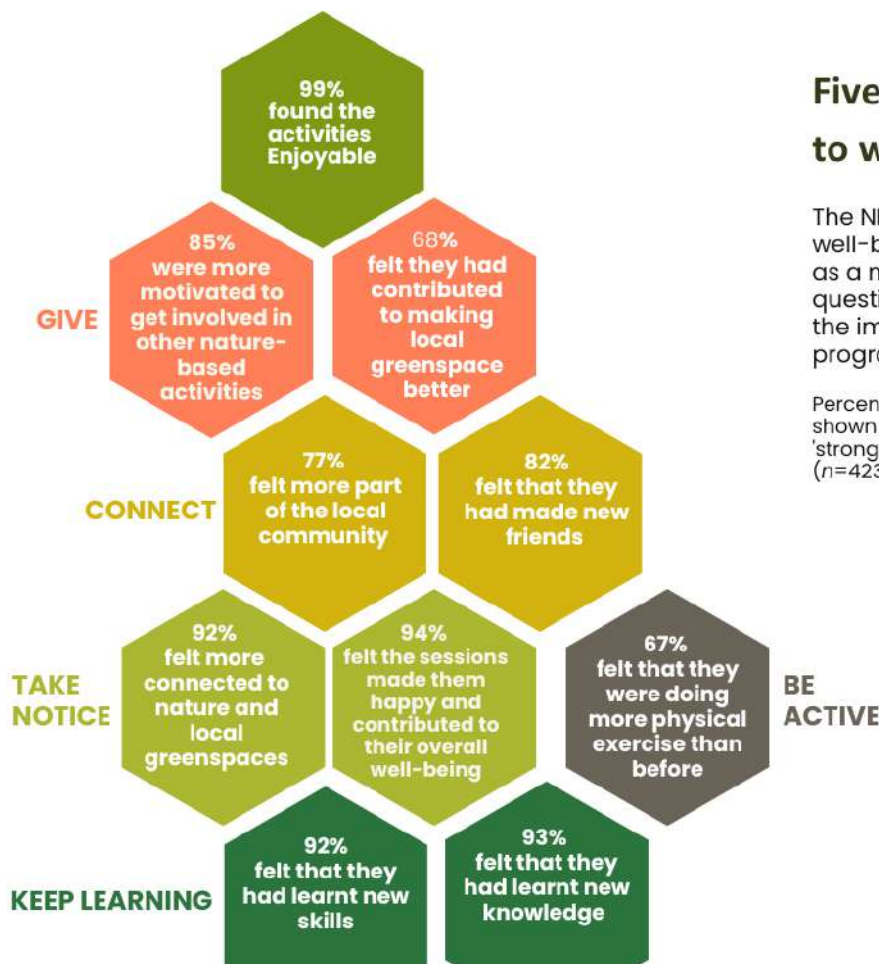 99%
found the
activities
Enjoyable
Five
to w
The NI
well-b
as a m
questi
the im
progra
Percen
shown
'strong
(n=423
GIVE
85%
were more
motivated to
get involved in
other nature-
based
activities
68%
felt they had
contributed
to making
local
greenspace
better
CONNECT
77%
felt more part
of the local
community
82%
felt that they
had made new
friends
TAKE
NOTICE
92%
felt more
connected to
nature and
local
greenspaces
94%
felt the sessions
made them
happy and
contributed to
their overall
well-being
67%
felt that they
were doing
more physical
exercise than
before
BE
ACTIVE
KEEP LEARNING
92%
felt that they
had learnt new
skills
93%
felt that they
had learnt new
knowledge